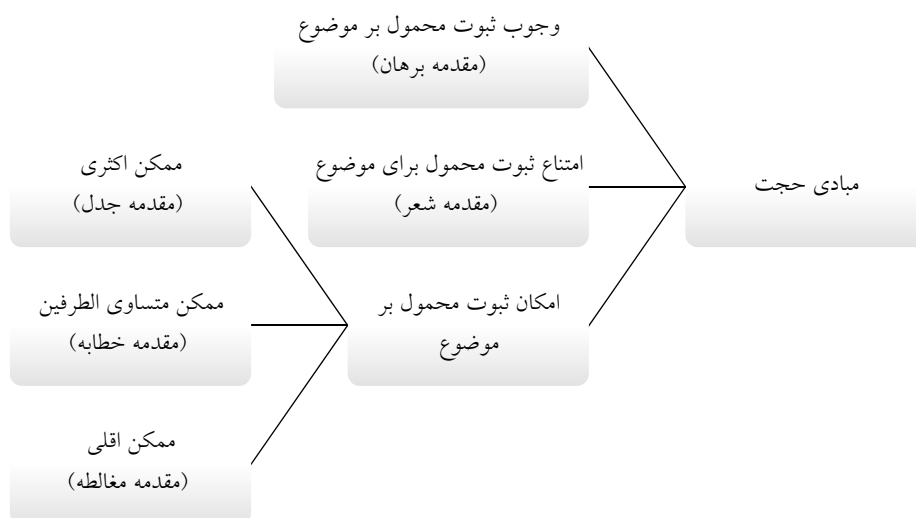 مبادی حجت
وجوب ثبوت محمول بر موضوع
(مقدمه برهان)
امتناع ثبوت محمول برای موضوع
(مقدمه شعر)
امکان ثبوت محمول بر
موضوع
ممکن اکثری
(مقدمه جدل)
ممکن متساوی الطرفین
(مقدمه خطابه)
ممکن اقلی
(مقدمه مغالطه)